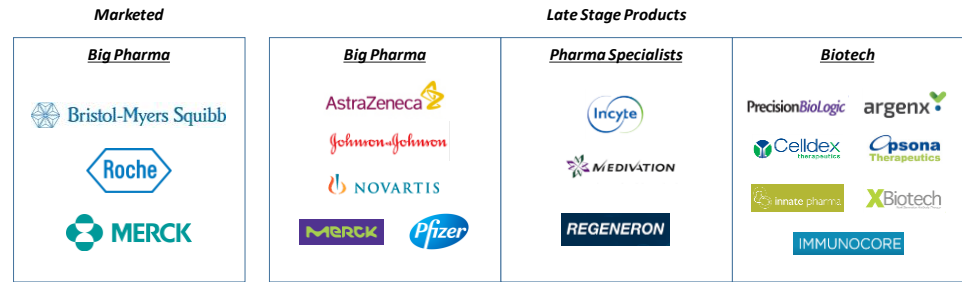 Marketed
Late Stage Products
Big Pharma
Bristol-Myers Squibb
Roche
MERCK
Big Pharma
AstraZeneca
Johnson & Johnson
NOVARTIS
MERCK
Pfizer
Pharma Specialists
Incyte
MEDIVATION
REGENERON
Biotech
PrecisionBioLogic
argenx
Celldex
therapeutics
Opsona
Therapeutics
innate pharma
XBiotech
IMMUNOCORE